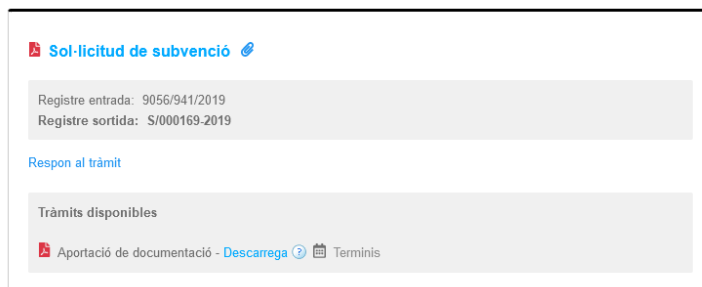 Sol·licitud de subvenció
Registre entrada: 9056/941/2019
Registre sortida: S/000169-2019
Respon al tràmit
Tràmits disponibles
Aportació de documentació - Descarrega ? Terminis